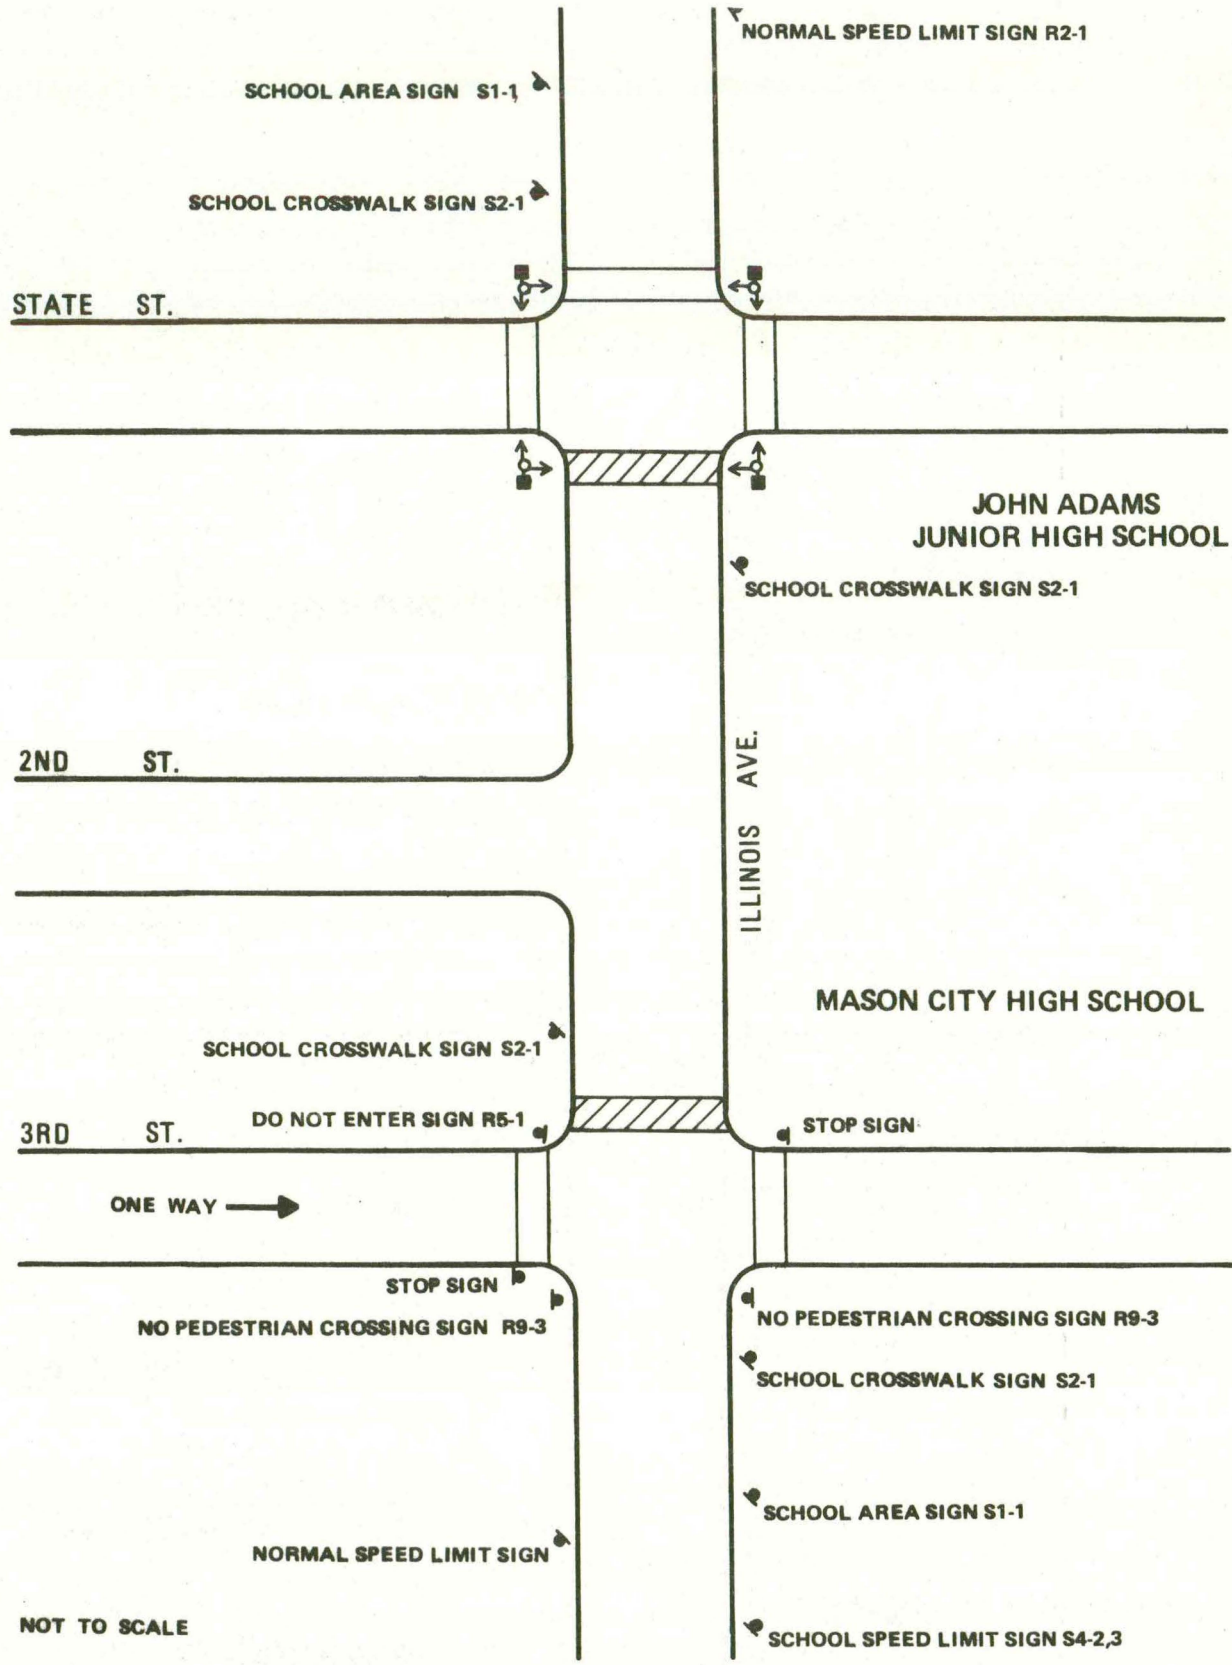 NORMAL SPEED LIMIT SIGN R2-1
SCHOOL AREA SIGN S1-1
SCHOOL CROSSWALK SIGN S2-1
STATE ST.
JOHN ADAMS
JUNIOR HIGH SCHOOL
SCHOOL CROSSWALK SIGN S2-1
2ND ST.
ILLINOIS AVE.
MASON CITY HIGH SCHOOL
SCHOOL CROSSWALK SIGN S2-1
DO NOT ENTER SIGN R5-1
STOP SIGN
3RD ST.
ONE WAY
STOP SIGN
NO PEDESTRIAN CROSSING SIGN R9-3
NO PEDESTRIAN CROSSING SIGN R9-3
SCHOOL CROSSWALK SIGN S2-1
SCHOOL AREA SIGN S1-1
NORMAL SPEED LIMIT SIGN
NOT TO SCALE
SCHOOL SPEED LIMIT SIGN S4-2,3